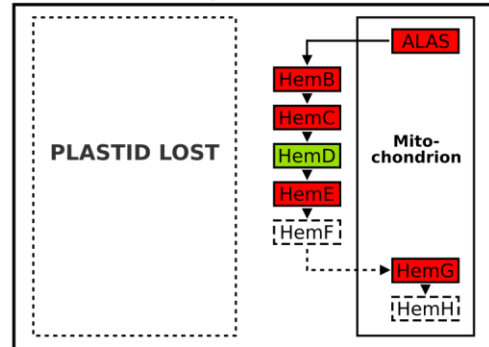 ALAS
HemB
HemC
PLASTID LOST
HemD
Mito-
chondrion
HemE
HemF
HemG
HemH